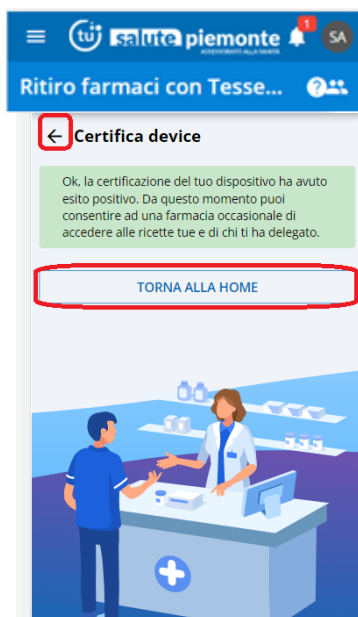 tu salute piemonte 1 SA
ASSESSORATO ALLA SANITÀ
Ritiro farmaci con Tesse... ?
← Certifica device
Ok, la certificazione del tuo dispositivo ha avuto
esito positivo. Da questo momento puoi
consentire ad una farmacia occasionale di
accedere alle ricette tue e di chi ti ha delegato.
TORNA ALLA HOME